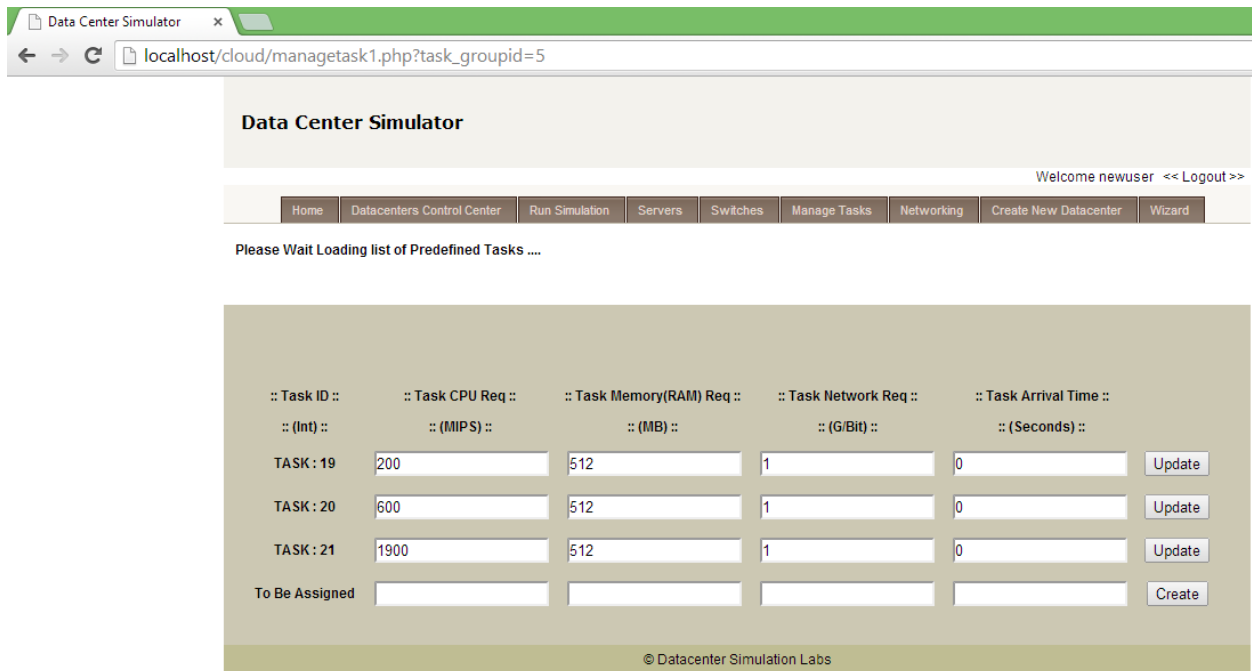 Data Center Simulator ×
localhost/cloud/managetask1.php?task_groupid=5
Data Center Simulator
Welcome newuser << Logout >>
Home Datacenters Control Center Run Simulation Servers Switches Manage Tasks Networking Create New Datacenter Wizard
Please Wait Loading list of Predefined Tasks ....
:: Task ID :: :: Task CPU Req :: :: Task Memory(RAM) Req :: :: Task Network Req :: :: Task Arrival Time ::
:: (Int) :: :: (MIPS) :: :: (MB) :: :: (G/Bit) :: :: (Seconds) ::
TASK : 19 200 512 1 0 Update
TASK : 20 600 512 1 0 Update
TASK : 21 1900 512 1 0 Update
To Be Assigned Create
© Datacenter Simulation Labs